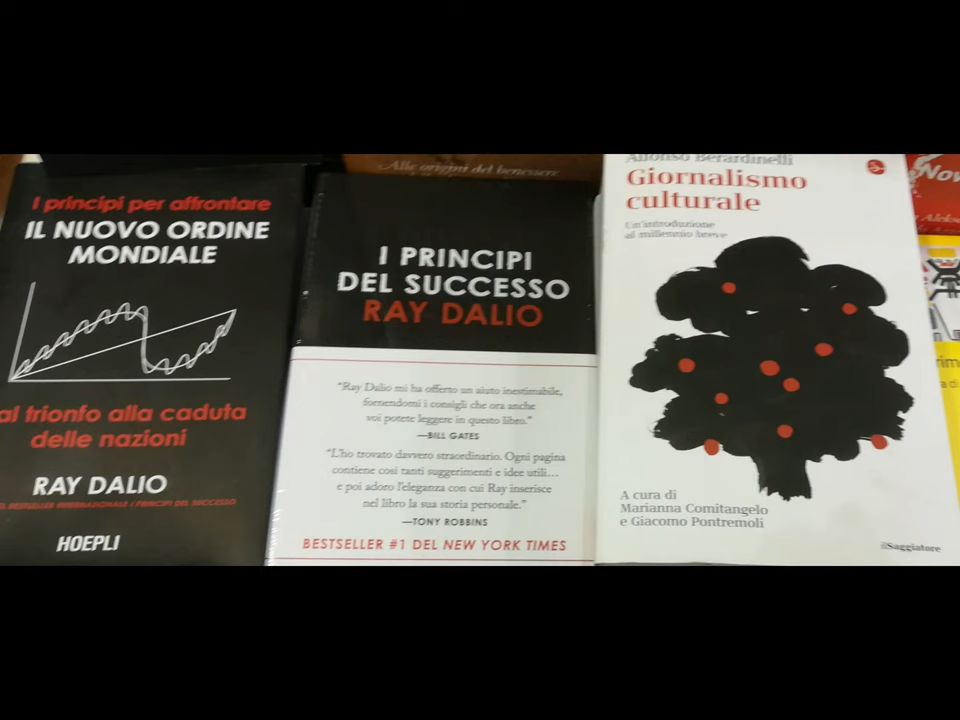 I principi per affrontare
IL NUOVO ORDINE
MONDIALE
al trionfo alla caduta
delle nazioni
RAY DALIO
BESTSELLER INTERNAZIONALE I PRINCIPI DEL SUCCESSO
HOEPLI
Alle origini del benessere
I PRINCIPI
DEL SUCCESSO
RAY DALIO
“Ray Dalio mi ha offerto un aiuto inestimabile,
fornendomi i consigli che ora anche
voi potete leggere in questo libro.”
—BILL GATES
“L'ho trovato davvero straordinario. Ogni pagina
contiene così tanti suggerimenti e idee utili…
e poi adoro l'eleganza con cui Ray inserisce
nel libro la sua storia personale.”
—TONY ROBBINS
BESTSELLER #1 DEL NEW YORK TIMES
Alfonso Berardinelli
Giornalismo
culturale
Un'introduzione
al millennio breve
A cura di
Marianna Comitangelo
e Giacomo Pontremoli
ilSaggiatore